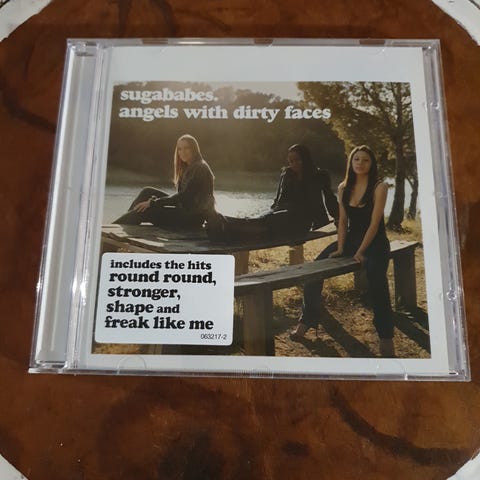 sugababes.
angels with dirty faces
includes the hits
round round,
stronger,
shape and
freak like me
063217-2